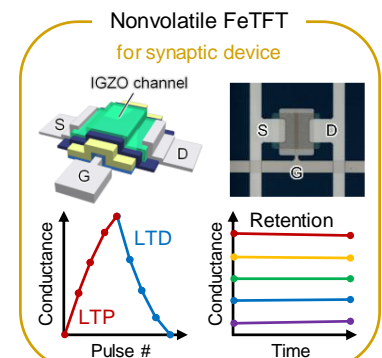 Nonvolatile FeTFT
for synaptic device
IGZO channel
S
D
G
S
D
G
Conductance
LTP
LTD
Pulse #
Conductance
Retention
Time